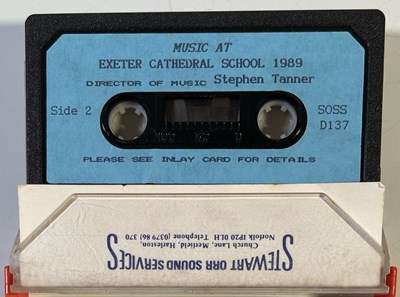 MUSIC AT
EXETER CATHEDRAL SCHOOL 1989
DIRECTOR OF MUSIC Stephen Tanner
Side 2
SOSS
D137
PLEASE SEE INLAY CARD FOR DETAILS
STEWART ORR SOUND SERVICES
Church Lane, Metfield, Harleston,
Norfolk IP20 0LH Telephone (0379 86) 370